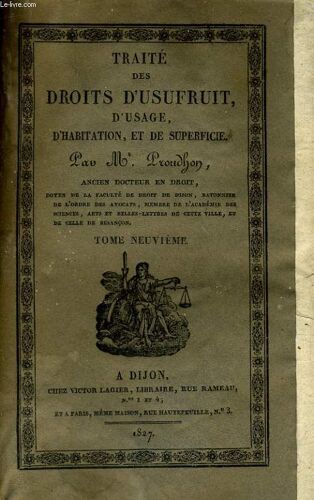 TRAITÉ
DES
DROITS D'USUFRUIT,
D'USAGE,
D'HABITATION, ET DE SUPERFICIE.
Par Mr. Proudhon,
ANCIEN DOCTEUR EN DROIT,
DOYEN DE LA FACULTÉ DE DROIT DE DIJON, BATONNIER
DE L'ORDRE DES AVOCATS, MEMBRE DE L'ACADÉMIE DES
SCIENCES, ARTS ET BELLES-LETTRES DE CETTE VILLE, ET
DE CELLE DE BESANÇON.
TOME NEUVIÈME.
A DIJON,
CHEZ VICTOR LAGIER, LIBRAIRE, RUE RAMEAU,
N.os 1 ET 4;
ET A PARIS, MÊME MAISON, RUE HAUTEFEUILLE, N.o 3.
1827.